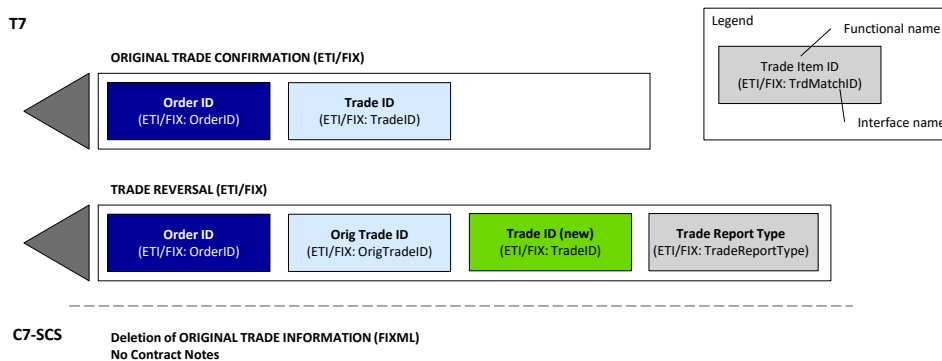 T7
Legend
Functional name
Trade Item ID
(ETI/FIX: TrdMatchID)
Interface name
ORIGINAL TRADE CONFIRMATION (ETI/FIX)
Order ID
(ETI/FIX: OrderID)
Trade ID
(ETI/FIX: TradeID)
TRADE REVERSAL (ETI/FIX)
Order ID
(ETI/FIX: OrderID)
Orig Trade ID
(ETI/FIX: OrigTradeID)
Trade ID (new)
(ETI/FIX: TradeID)
Trade Report Type
(ETI/FIX: TradeReportType)
C7-SCS
Deletion of ORIGINAL TRADE INFORMATION (FIXML)
No Contract Notes